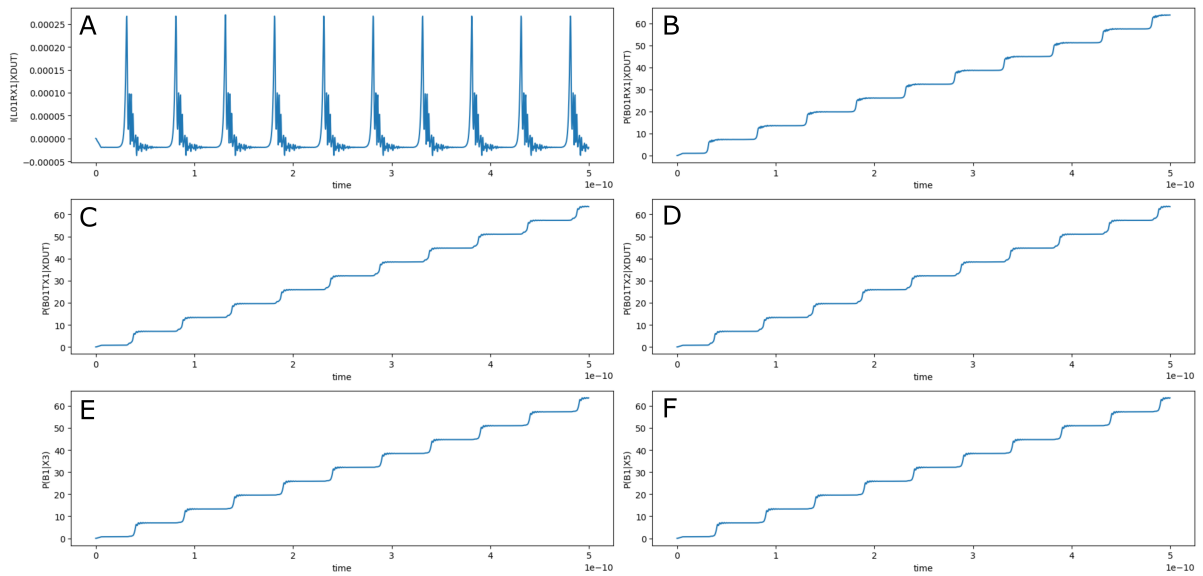 A
I(L01RX1|XDUT)
0.00025
0.00020
0.00015
0.00010
0.00005
0.00000
−0.00005
0 1 2 3 4 5
time
1e−10
B
P(B01RX1|XDUT)
60
50
40
30
20
10
0
0 1 2 3 4 5
time
1e−10
C
P(B01TX1|XDUT)
60
50
40
30
20
10
0
0 1 2 3 4 5
time
1e−10
D
P(B01TX2|XDUT)
60
50
40
30
20
10
0
0 1 2 3 4 5
time
1e−10
E
P(B1|X3)
60
50
40
30
20
10
0
0 1 2 3 4 5
time
1e−10
F
P(B1|X5)
60
50
40
30
20
10
0
0 1 2 3 4 5
time
1e−10